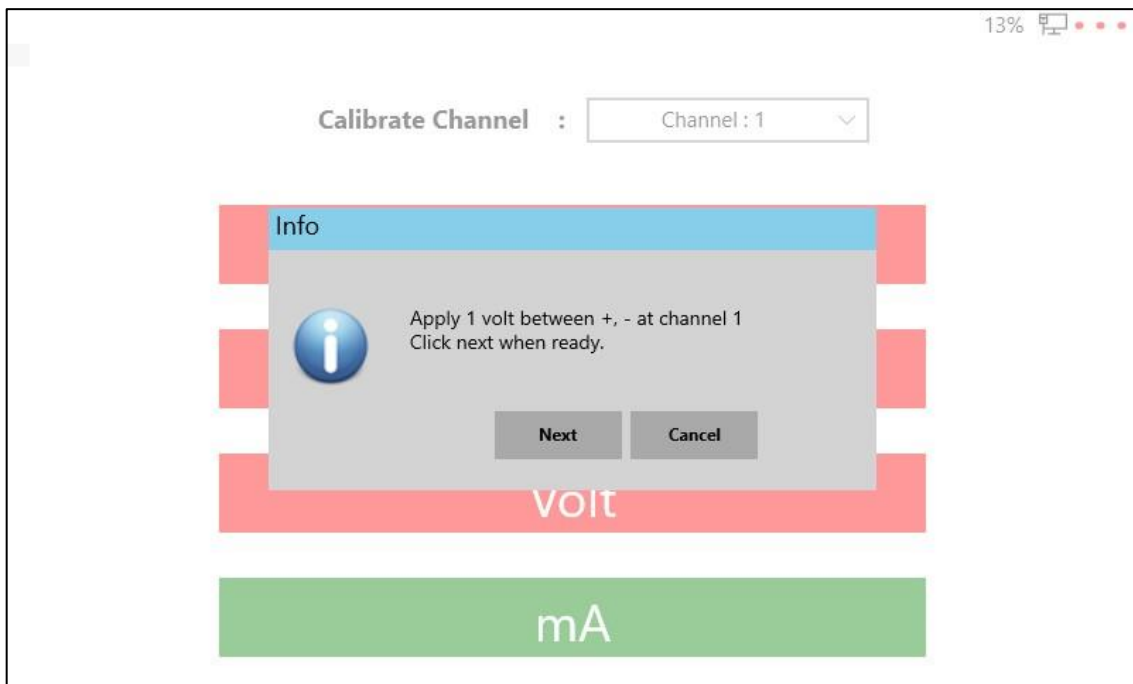 13%
Calibrate Channel : Channel : 1
Info
Apply 1 volt between +, - at channel 1
Click next when ready.
Next Cancel
Volt
mA